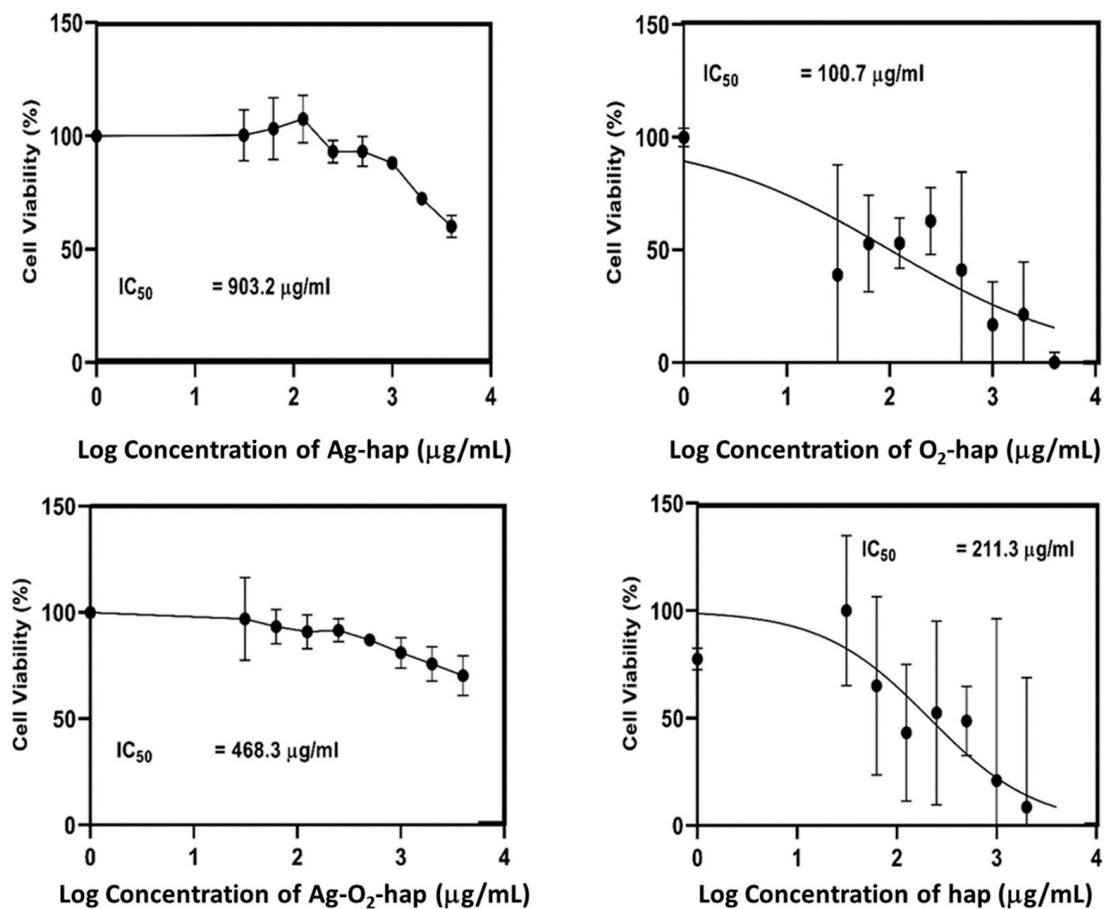 150
100
50
0
Cell Viability (%)
IC50 = 903.2 μg/ml
0 1 2 3 4
Log Concentration of Ag-hap (μg/mL)
150
100
50
0
Cell Viability (%)
IC50 = 100.7 μg/ml
0 1 2 3 4
Log Concentration of O2-hap (μg/mL)
150
100
50
0
Cell Viability (%)
IC50 = 468.3 μg/ml
0 1 2 3 4
Log Concentration of Ag-O2-hap (μg/mL)
150
100
50
0
Cell Viability (%)
IC50 = 211.3 μg/ml
0 1 2 3 4
Log Concentration of hap (μg/mL)